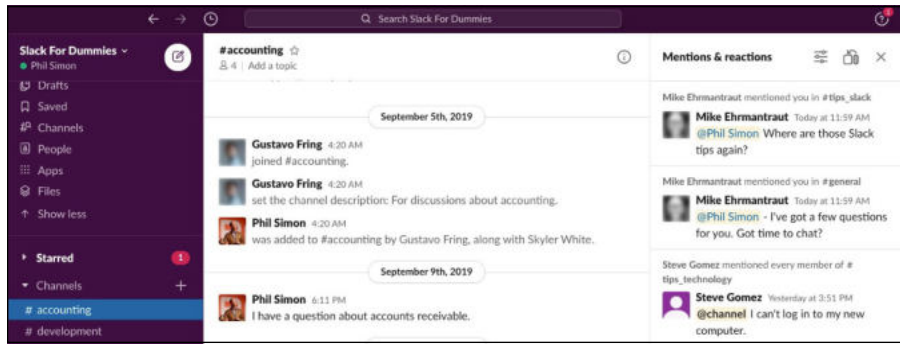 Search Slack For Dummies
Slack For Dummies
Phil Simon
Drafts
Saved
Channels
People
Apps
Files
Show less
Starred
1
Channels
+
# accounting
# development
#accounting
4 | Add a topic
September 5th, 2019
Gustavo Fring 4:20 AM
joined #accounting.
Gustavo Fring 4:20 AM
set the channel description: For discussions about accounting.
Phil Simon 4:20 AM
was added to #accounting by Gustavo Fring, along with Skyler White.
September 9th, 2019
Phil Simon 6:11 PM
I have a question about accounts receivable.
Mentions & reactions
Mike Ehrmantraut mentioned you in #tips_slack
Mike Ehrmantraut Today at 11:59 AM
@Phil Simon Where are those Slack
tips again?
Mike Ehrmantraut mentioned you in #general
Mike Ehrmantraut Today at 11:59 AM
@Phil Simon - I've got a few questions
for you. Got time to chat?
Steve Gomez mentioned every member of #
tips_technology
Steve Gomez Yesterday at 3:51 PM
@channel I can't log in to my new
computer.